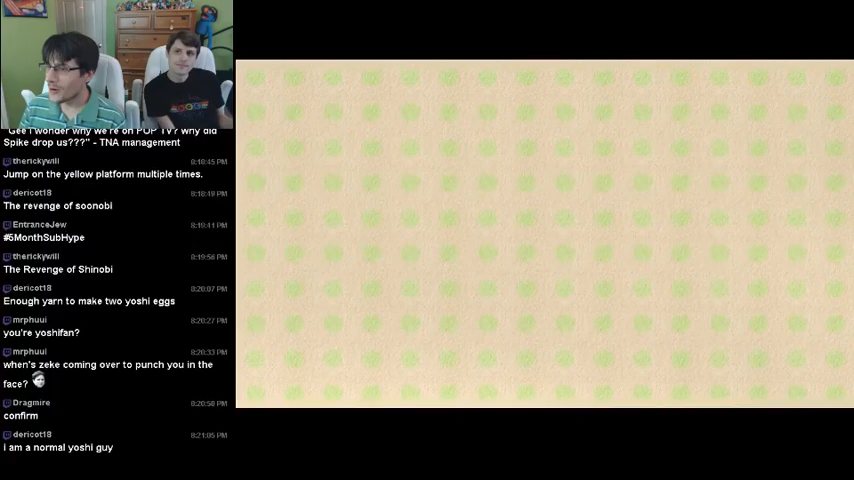 "Gee I wonder why we're on POP TV? why did
Spike drop us???" - TNA management
therickywill 8:18:45 PM
Jump on the yellow platform multiple times.
dericot18 8:18:49 PM
The revenge of soonobi
EntranceJew 8:19:41 PM
#5MonthSubHype
therickywill 8:19:56 PM
The Revenge of Shinobi
dericot18 8:20:07 PM
Enough yarn to make two yoshi eggs
mrphuui 8:20:27 PM
you're yoshifan?
mrphuui 8:20:33 PM
when's zeke coming over to punch you in the
face?
Dragmire 8:20:58 PM
confirm
dericot18 8:21:05 PM
i am a normal yoshi guy